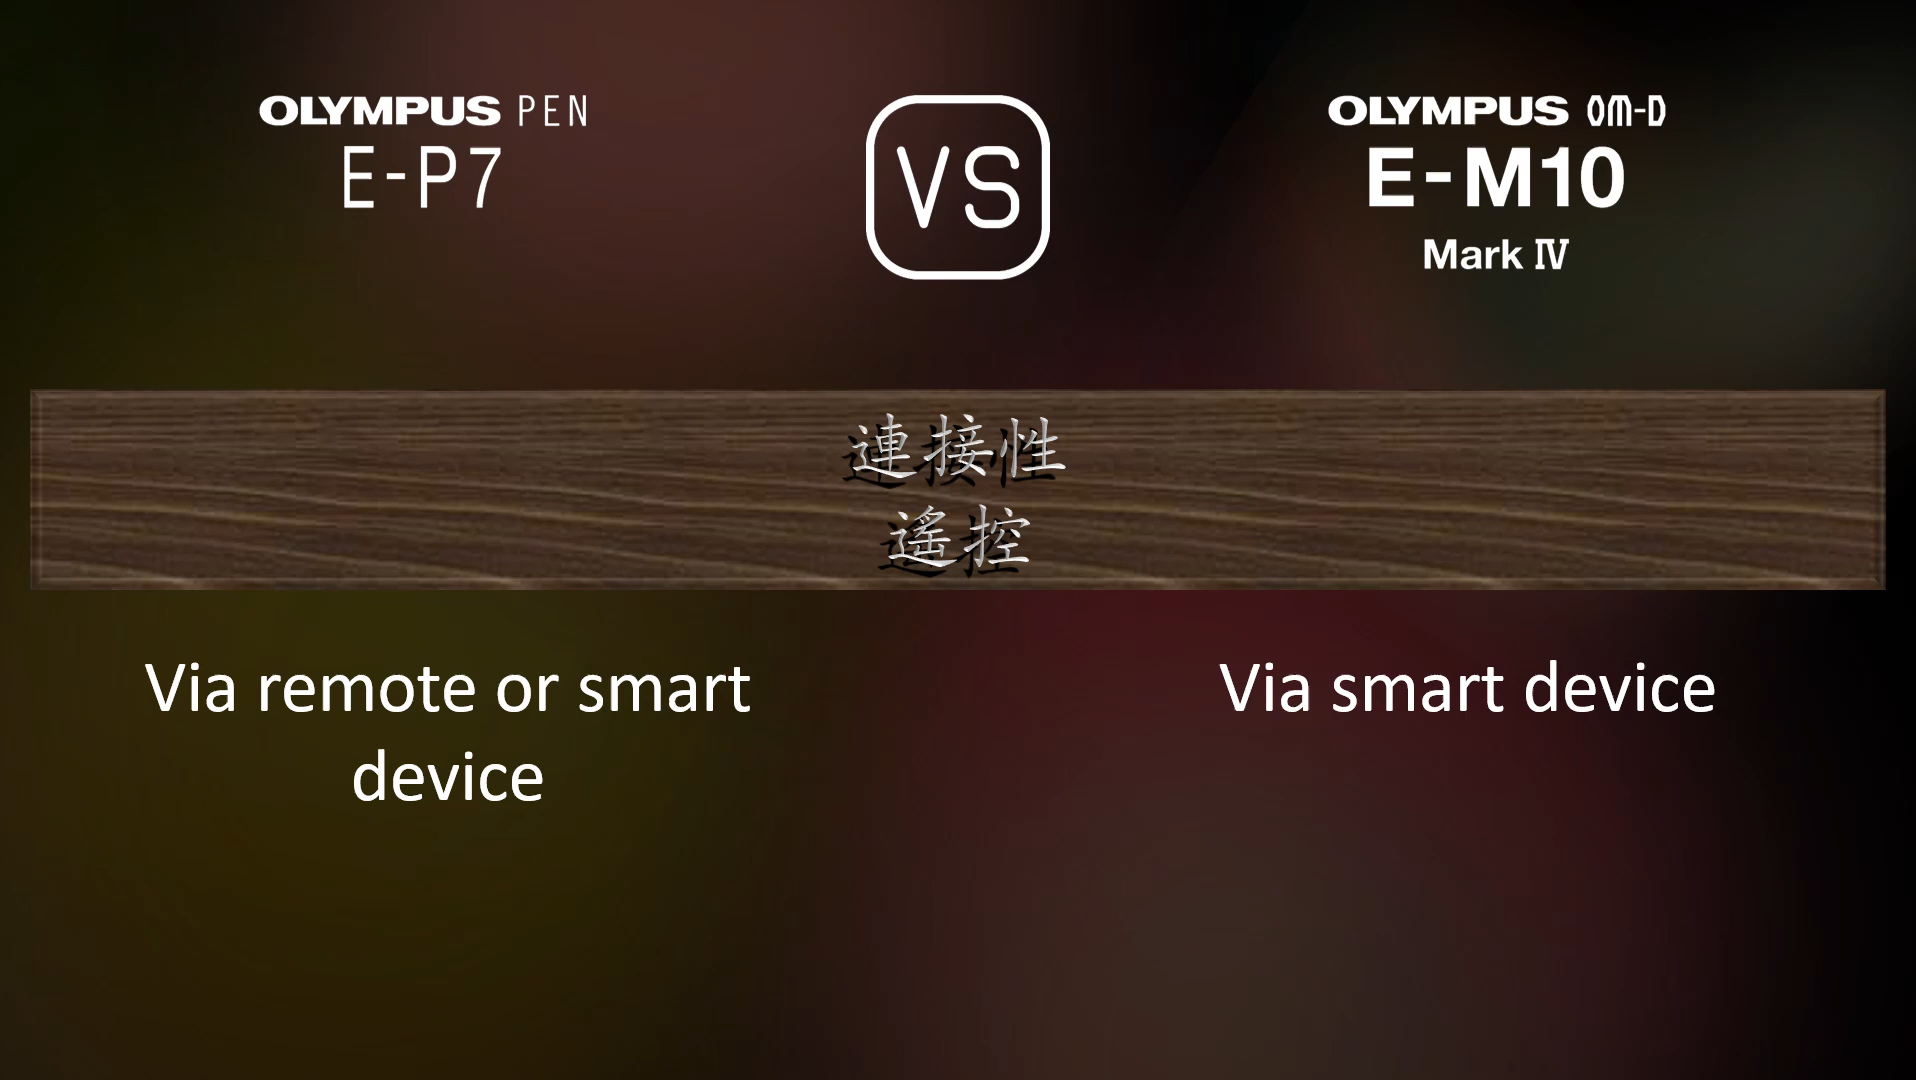 OLYMPUS PEN
E-P7
VS
OLYMPUS OM-D
E-M10
Mark IV
連接性
遙控
Via remote or smart
device
Via smart device